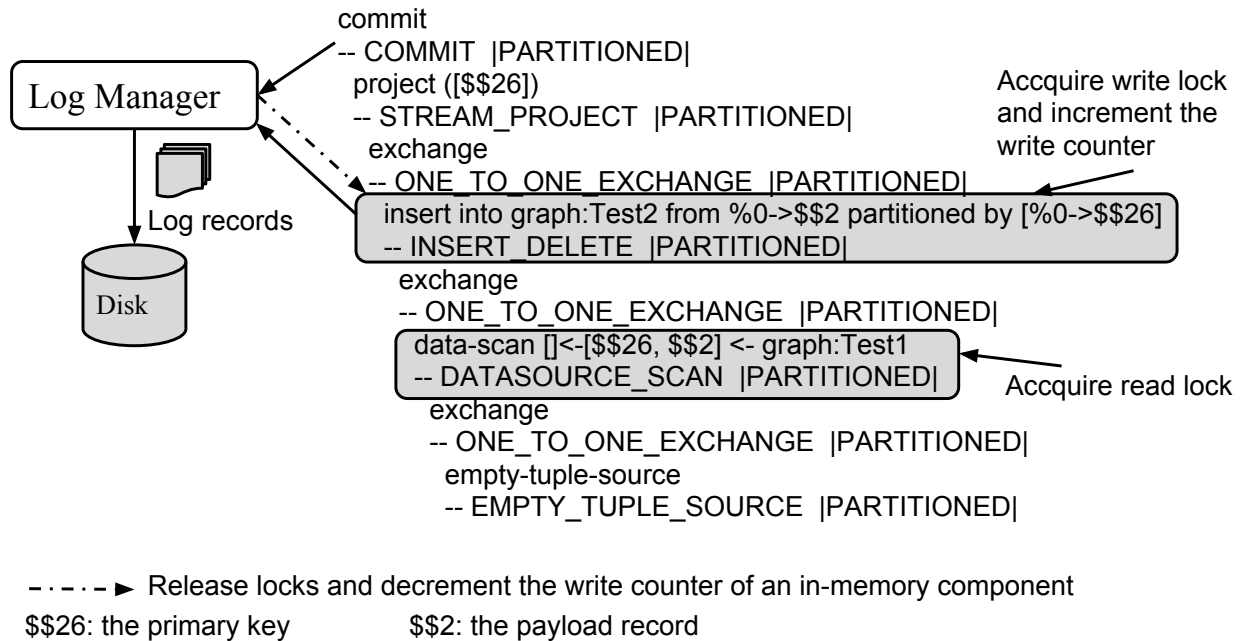 commit
-- COMMIT |PARTITIONED|
project ([$$26])
-- STREAM_PROJECT |PARTITIONED|
exchange
-- ONE_TO_ONE_EXCHANGE |PARTITIONED|
insert into graph:Test2 from %0->$$2 partitioned by [%0->$$26]
-- INSERT_DELETE |PARTITIONED|
exchange
-- ONE_TO_ONE_EXCHANGE |PARTITIONED|
data-scan []<-[$$26, $$2] <- graph:Test1
-- DATASOURCE_SCAN |PARTITIONED|
exchange
-- ONE_TO_ONE_EXCHANGE |PARTITIONED|
empty-tuple-source
-- EMPTY_TUPLE_SOURCE |PARTITIONED|
Log Manager
Log records
Disk
Accquire write lock
and increment the
write counter
Accquire read lock
Release locks and decrement the write counter of an in-memory component
$$26: the primary key $$2: the payload record